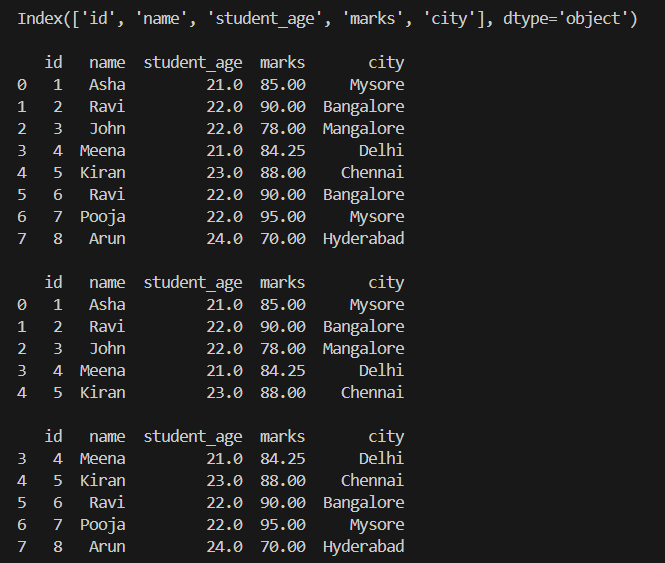 Index(['id', 'name', 'student_age', 'marks', 'city'], dtype='object')
   id   name  student_age  marks       city
0   1   Asha         21.0  85.00     Mysore
1   2   Ravi         22.0  90.00  Bangalore
2   3   John         22.0  78.00  Mangalore
3   4  Meena         21.0  84.25      Delhi
4   5  Kiran         23.0  88.00    Chennai
5   6   Ravi         22.0  90.00  Bangalore
6   7  Pooja         22.0  95.00     Mysore
7   8   Arun         24.0  70.00  Hyderabad
   id   name  student_age  marks       city
0   1   Asha         21.0  85.00     Mysore
1   2   Ravi         22.0  90.00  Bangalore
2   3   John         22.0  78.00  Mangalore
3   4  Meena         21.0  84.25      Delhi
4   5  Kiran         23.0  88.00    Chennai
   id   name  student_age  marks       city
3   4  Meena         21.0  84.25      Delhi
4   5  Kiran         23.0  88.00    Chennai
5   6   Ravi         22.0  90.00  Bangalore
6   7  Pooja         22.0  95.00     Mysore
7   8   Arun         24.0  70.00  Hyderabad